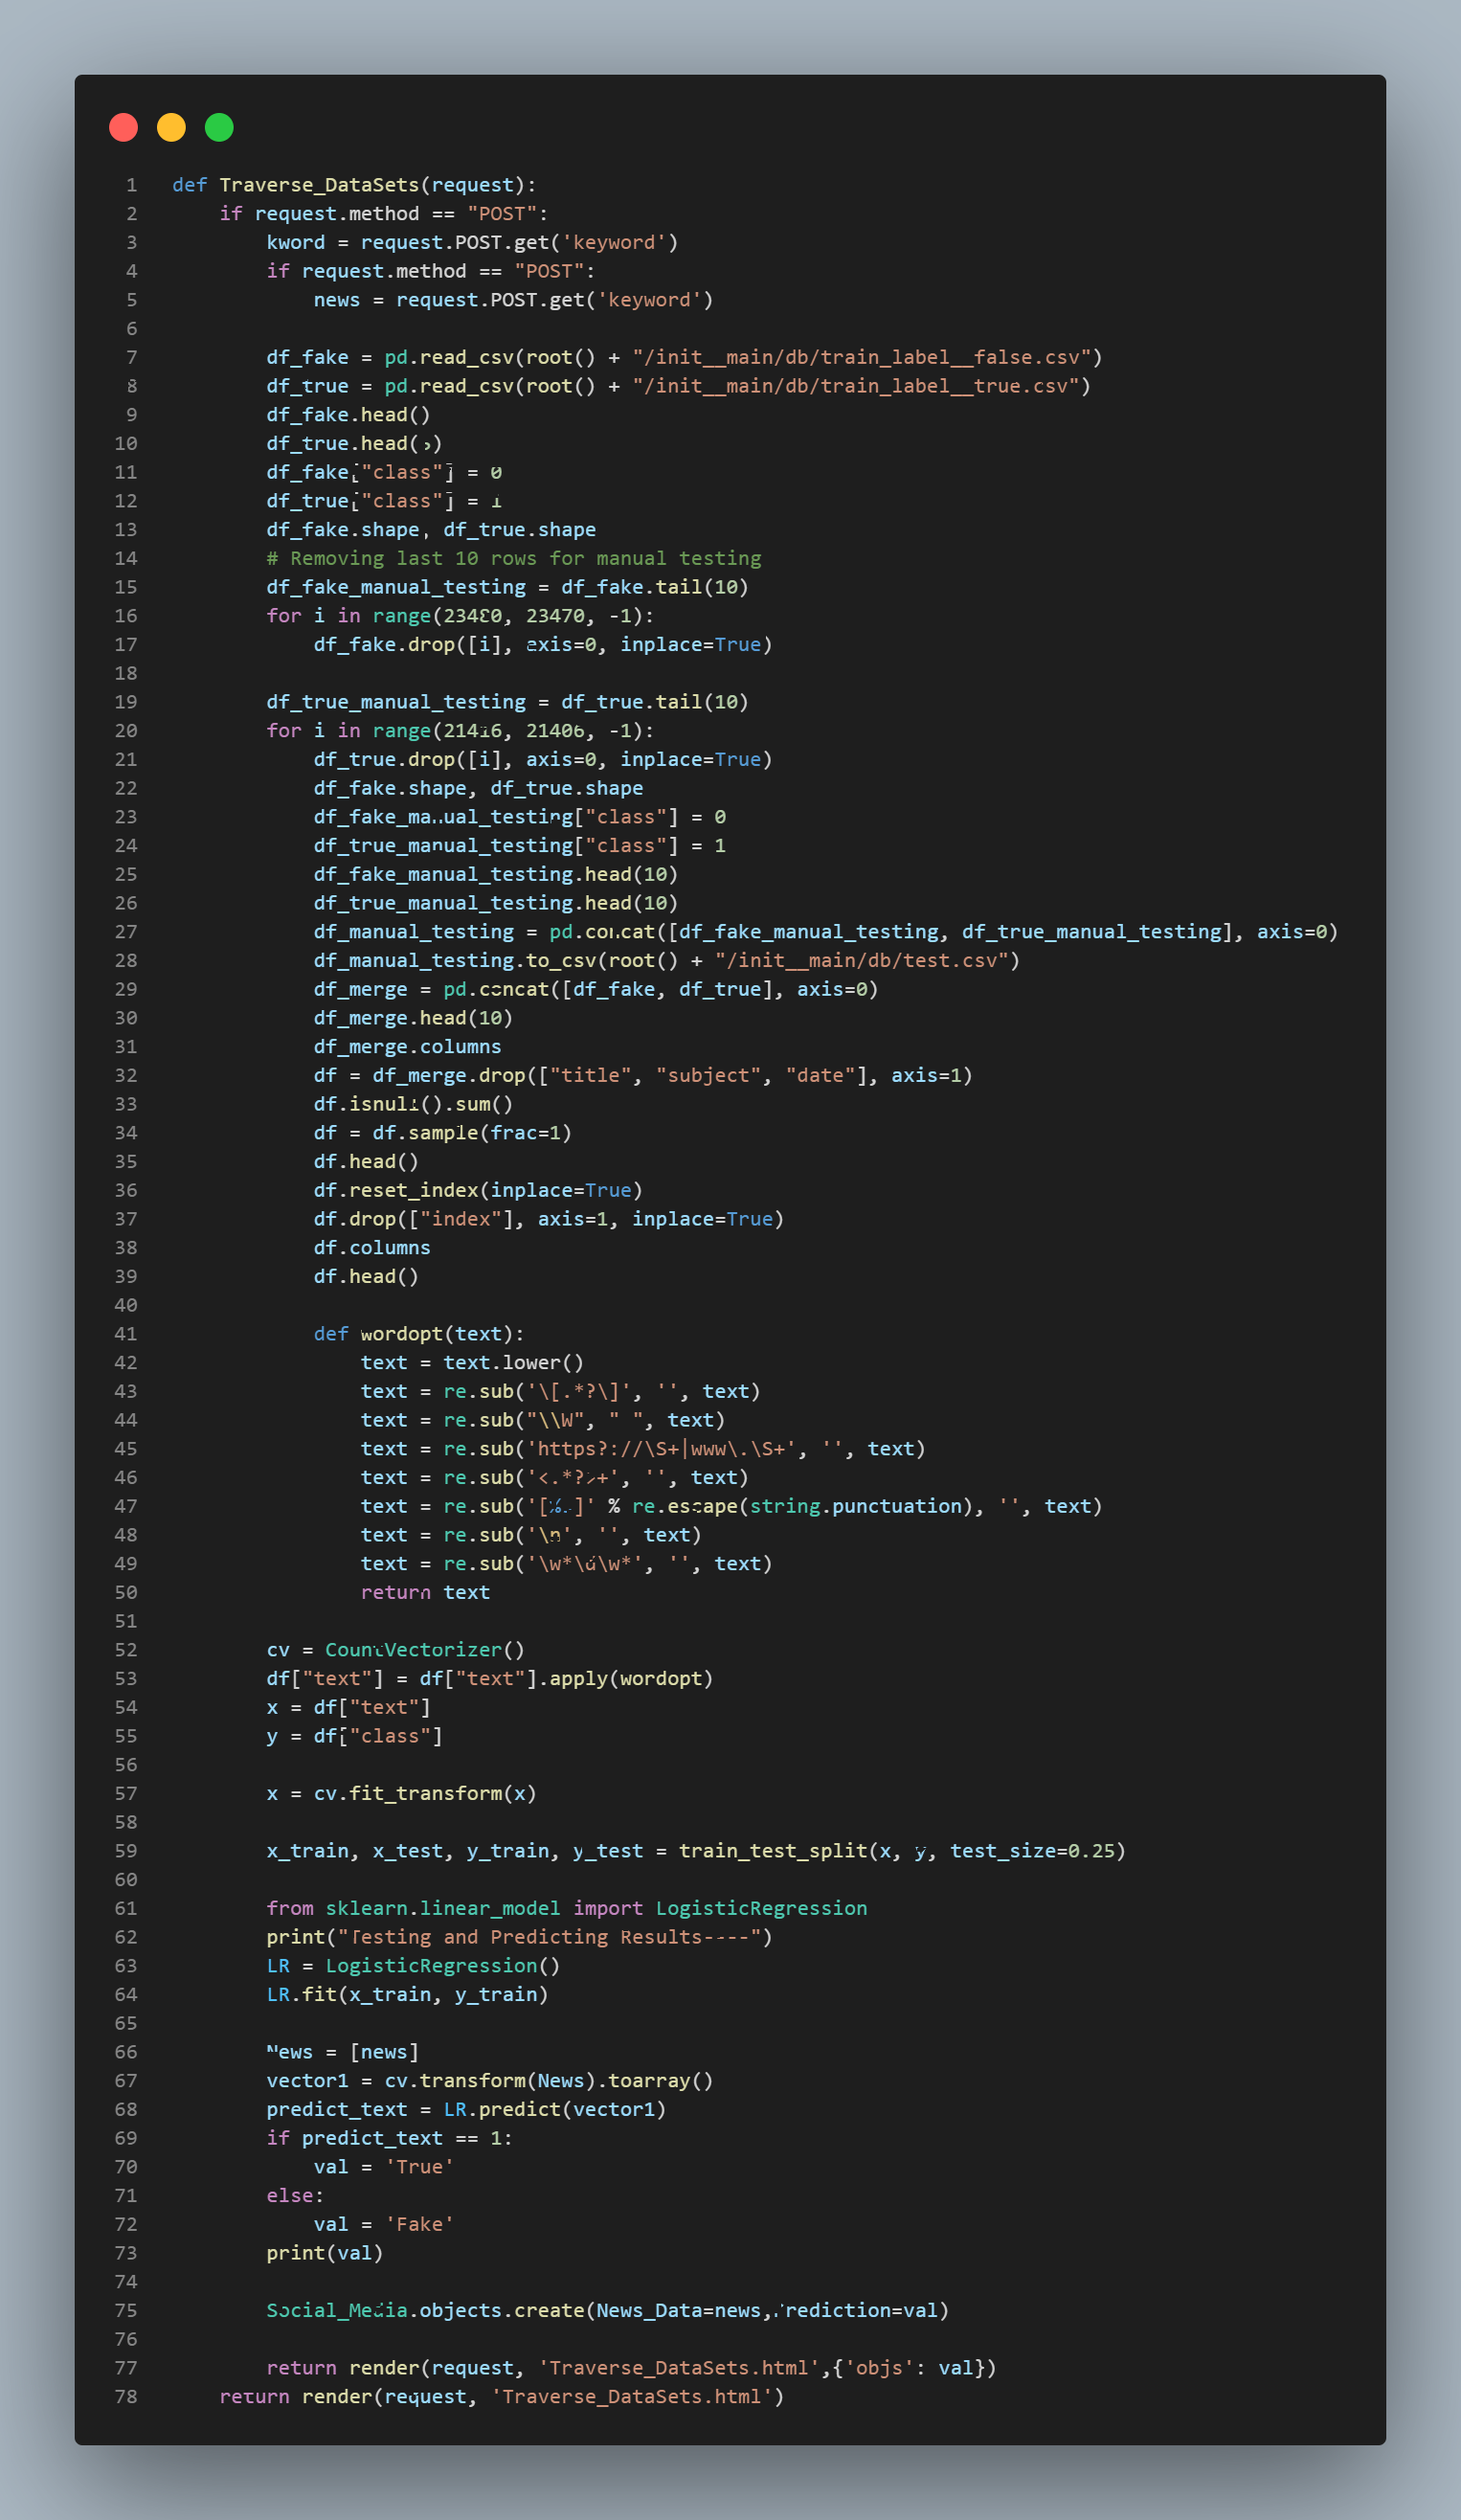 1 def Traverse_DataSets(request):
2     if request.method == "POST":
3         kword = request.POST.get('keyword')
4         if request.method == "POST":
5             news = request.POST.get('keyword')
6
7         df_fake = pd.read_csv(root() + "/init__main/db/train_label__false.csv")
8         df_true = pd.read_csv(root() + "/init__main/db/train_label__true.csv")
9         df_fake.head()
10         df_true.head()
11         df_fake["class"] = 0
12         df_true["class"] = 1
13         df_fake.shape, df_true.shape
14         # Removing last 10 rows for manual testing
15         df_fake_manual_testing = df_fake.tail(10)
16         for i in range(23480, 23470, -1):
17             df_fake.drop([i], axis=0, inplace=True)
18
19         df_true_manual_testing = df_true.tail(10)
20         for i in range(21416, 21406, -1):
21             df_true.drop([i], axis=0, inplace=True)
22             df_fake.shape, df_true.shape
23             df_fake_manual_testing["class"] = 0
24             df_true_manual_testing["class"] = 1
25             df_fake_manual_testing.head(10)
26             df_true_manual_testing.head(10)
27             df_manual_testing = pd.concat([df_fake_manual_testing, df_true_manual_testing], axis=0)
28             df_manual_testing.to_csv(root() + "/init__main/db/test.csv")
29             df_merge = pd.concat([df_fake, df_true], axis=0)
30             df_merge.head(10)
31             df_merge.columns
32             df = df_merge.drop(["title", "subject", "date"], axis=1)
33             df.isnull().sum()
34             df = df.sample(frac=1)
35             df.head()
36             df.reset_index(inplace=True)
37             df.drop(["index"], axis=1, inplace=True)
38             df.columns
39             df.head()
40
41             def wordopt(text):
42                 text = text.lower()
43                 text = re.sub('\[.*?\]', '', text)
44                 text = re.sub("\\W", " ", text)
45                 text = re.sub('https?://\S+|www\.\S+', '', text)
46                 text = re.sub('<.*?>+', '', text)
47                 text = re.sub('[%s]' % re.escape(string.punctuation), '', text)
48                 text = re.sub('\n', '', text)
49                 text = re.sub('\w*\d\w*', '', text)
50                 return text
51
52         cv = CountVectorizer()
53         df["text"] = df["text"].apply(wordopt)
54         x = df["text"]
55         y = df["class"]
56
57         x = cv.fit_transform(x)
58
59         x_train, x_test, y_train, y_test = train_test_split(x, y, test_size=0.25)
60
61         from sklearn.linear_model import LogisticRegression
62         print("Testing and Predicting Results----")
63         LR = LogisticRegression()
64         LR.fit(x_train, y_train)
65
66         News = [news]
67         vector1 = cv.transform(News).toarray()
68         predict_text = LR.predict(vector1)
69         if predict_text == 1:
70             val = 'True'
71         else:
72             val = 'Fake'
73         print(val)
74
75         Social_Media.objects.create(News_Data=news,Prediction=val)
76
77         return render(request, 'Traverse_DataSets.html',{'objs': val})
78     return render(request, 'Traverse_DataSets.html')